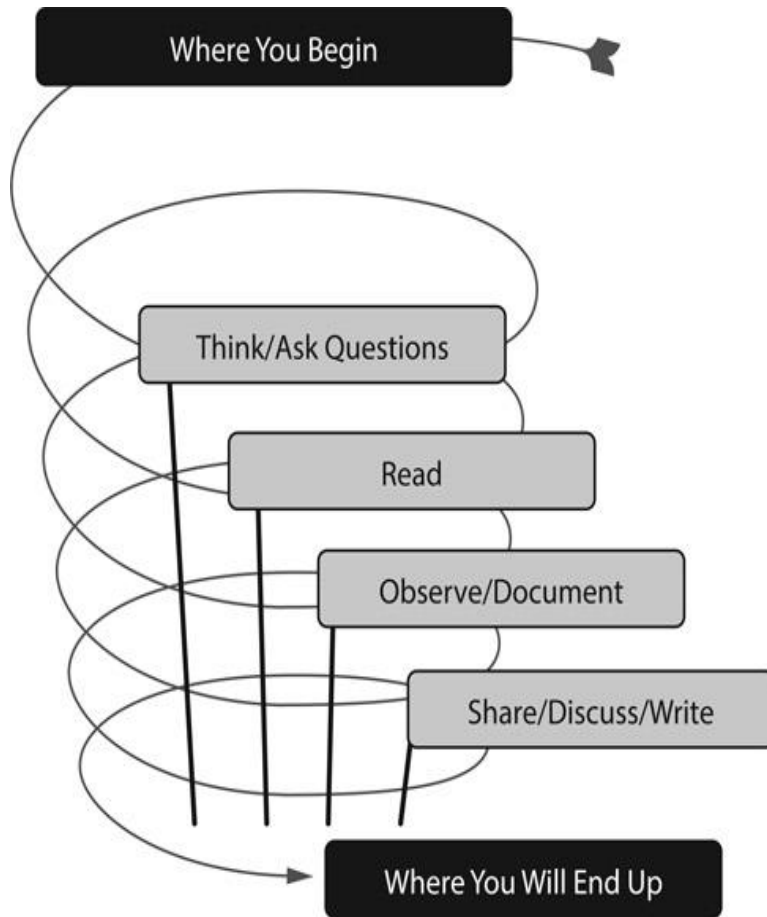 Where You Begin
Think/Ask Questions
Read
Observe/Document
Share/Discuss/Write
Where You Will End Up